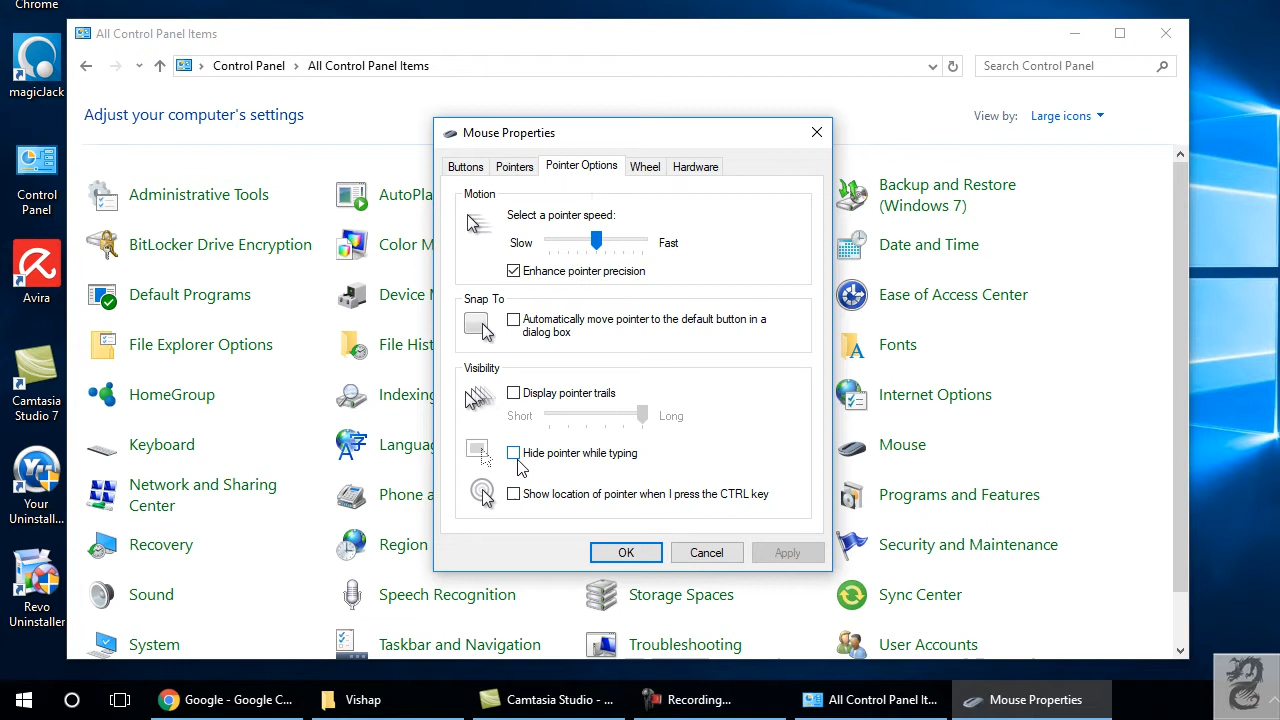 Chrome
magicJack
Control
Panel
Avira
Camtasia
Studio 7
Your
Uninstall...
Revo
Uninstaller
All Control Panel Items
Control Panel
All Control Panel Items
Search Control Panel
Adjust your computer's settings
View by:
Large icons
Administrative Tools
AutoPla
Backup and Restore
(Windows 7)
BitLocker Drive Encryption
Color M
Date and Time
Default Programs
Device M
Ease of Access Center
File Explorer Options
File Hist
Fonts
HomeGroup
Indexing
Internet Options
Keyboard
Languag
Mouse
Network and Sharing
Center
Phone a
Programs and Features
Recovery
Region
Security and Maintenance
Sound
Speech Recognition
Storage Spaces
Sync Center
System
Taskbar and Navigation
Troubleshooting
User Accounts
Mouse Properties
Buttons
Pointers
Pointer Options
Wheel
Hardware
Motion
Select a pointer speed:
Slow
Fast
Enhance pointer precision
Snap To
Automatically move pointer to the default button in a
dialog box
Visibility
Display pointer trails
Short
Long
Hide pointer while typing
Show location of pointer when I press the CTRL key
OK
Cancel
Apply
Google - Google C...
Vishap
Camtasia Studio - ...
Recording...
All Control Panel It...
Mouse Properties